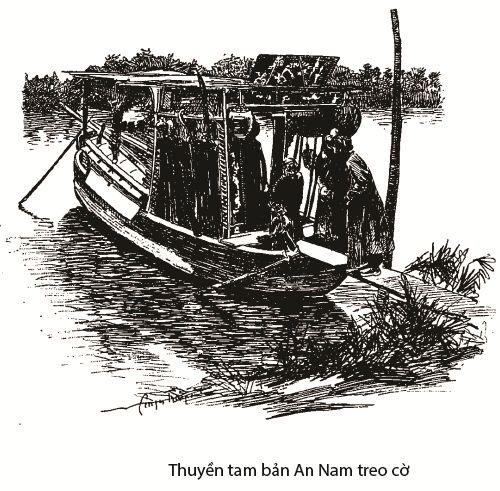 Thuyền tam bản An Nam treo cờ